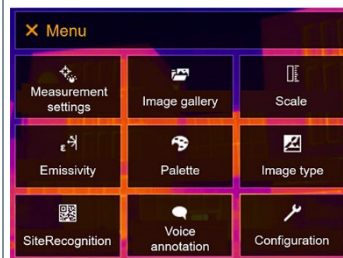 Menu
Measurement
settings
Image gallery
Scale
ε
Emissivity
Palette
Image type
SiteRecognition
Voice
annotation
Configuration